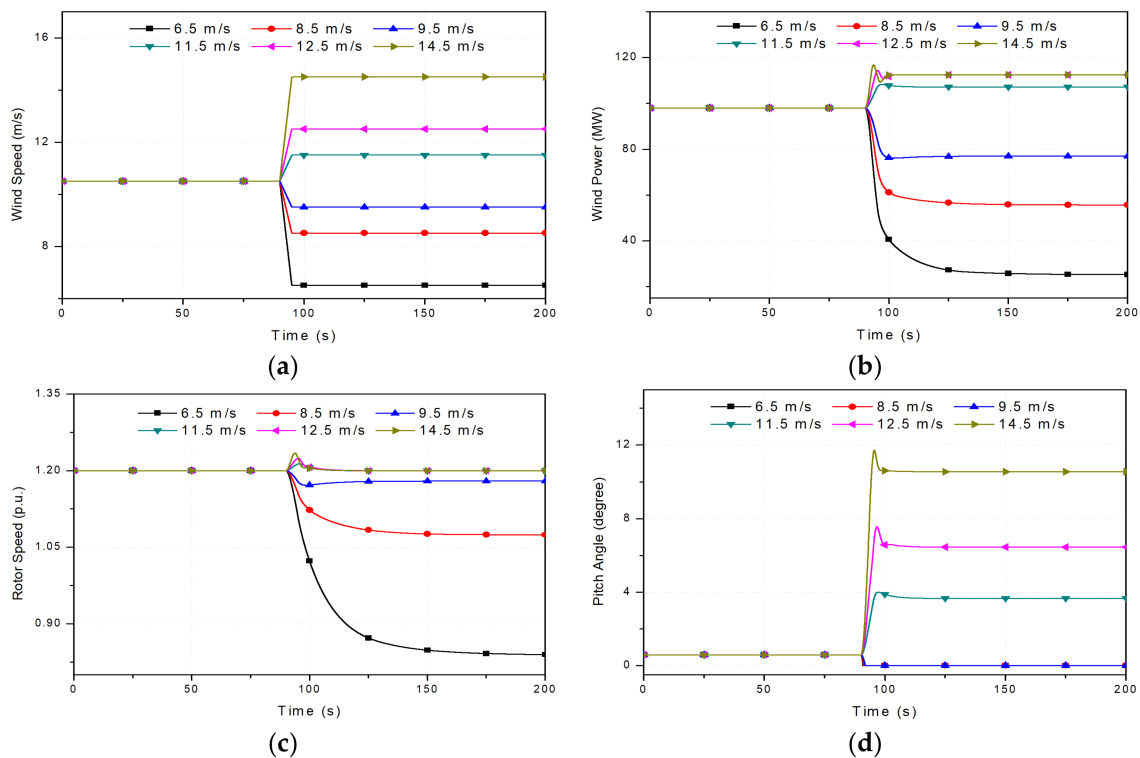 6.5 m/s 8.5 m/s 9.5 m/s
11.5 m/s 12.5 m/s 14.5 m/s
16
12
8
Wind Speed (m/s)
0 50 100 150 200
Time (s)
(a)
6.5 m/s 8.5 m/s 9.5 m/s
11.5 m/s 12.5 m/s 14.5 m/s
120
80
40
Wind Power (MW)
0 50 100 150 200
Time (s)
(b)
1.35
6.5 m/s 8.5 m/s 9.5 m/s
11.5 m/s 12.5 m/s 14.5 m/s
1.20
1.05
0.90
Rotor Speed (p.u.)
0 50 100 150 200
Time (s)
(c)
6.5 m/s 8.5 m/s 9.5 m/s
11.5 m/s 12.5 m/s 14.5 m/s
12
8
4
0
Pitch Angle (degree)
0 50 100 150 200
Time (s)
(d)